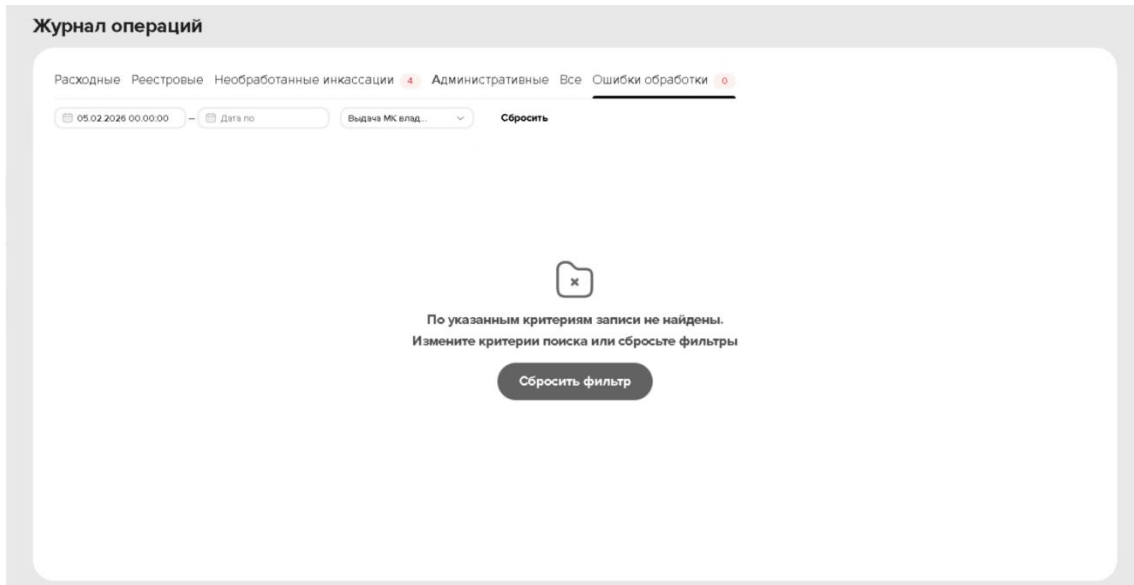 Журнал операций
Расходные Реестровые Необработанные инкассации 4 Административные Все Ошибки обработки 0
05.02.2026 00:00:00 – Дата по Выдача МК влад... Сбросить
По указанным критериям записи не найдены.
Измените критерии поиска или сбросьте фильтры
Сбросить фильтр